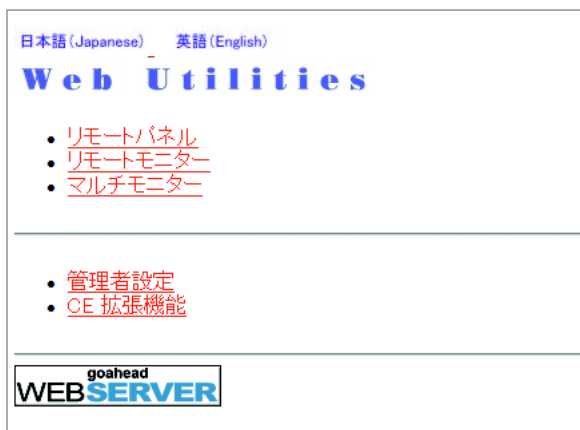 日本語(Japanese) 英語(English)
Web Utilities
リモートパネル
リモートモニター
マルチモニター
管理者設定
CE 拡張機能
goahead
WEBSERVER